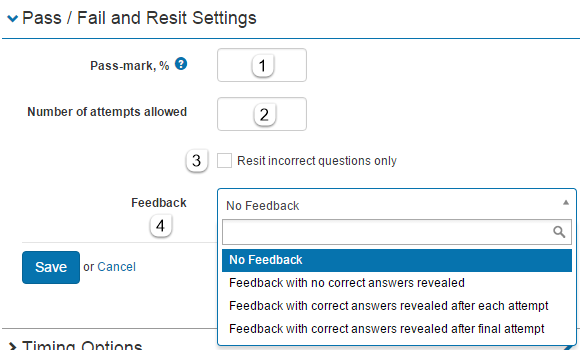 Pass / Fail and Resit Settings
Pass-mark, % ?
1
Number of attempts allowed
2
3
Resit incorrect questions only
Feedback
4
No Feedback
No Feedback
Feedback with no correct answers revealed
Feedback with correct answers revealed after each attempt
Feedback with correct answers revealed after final attempt
Save or Cancel
Timing Options